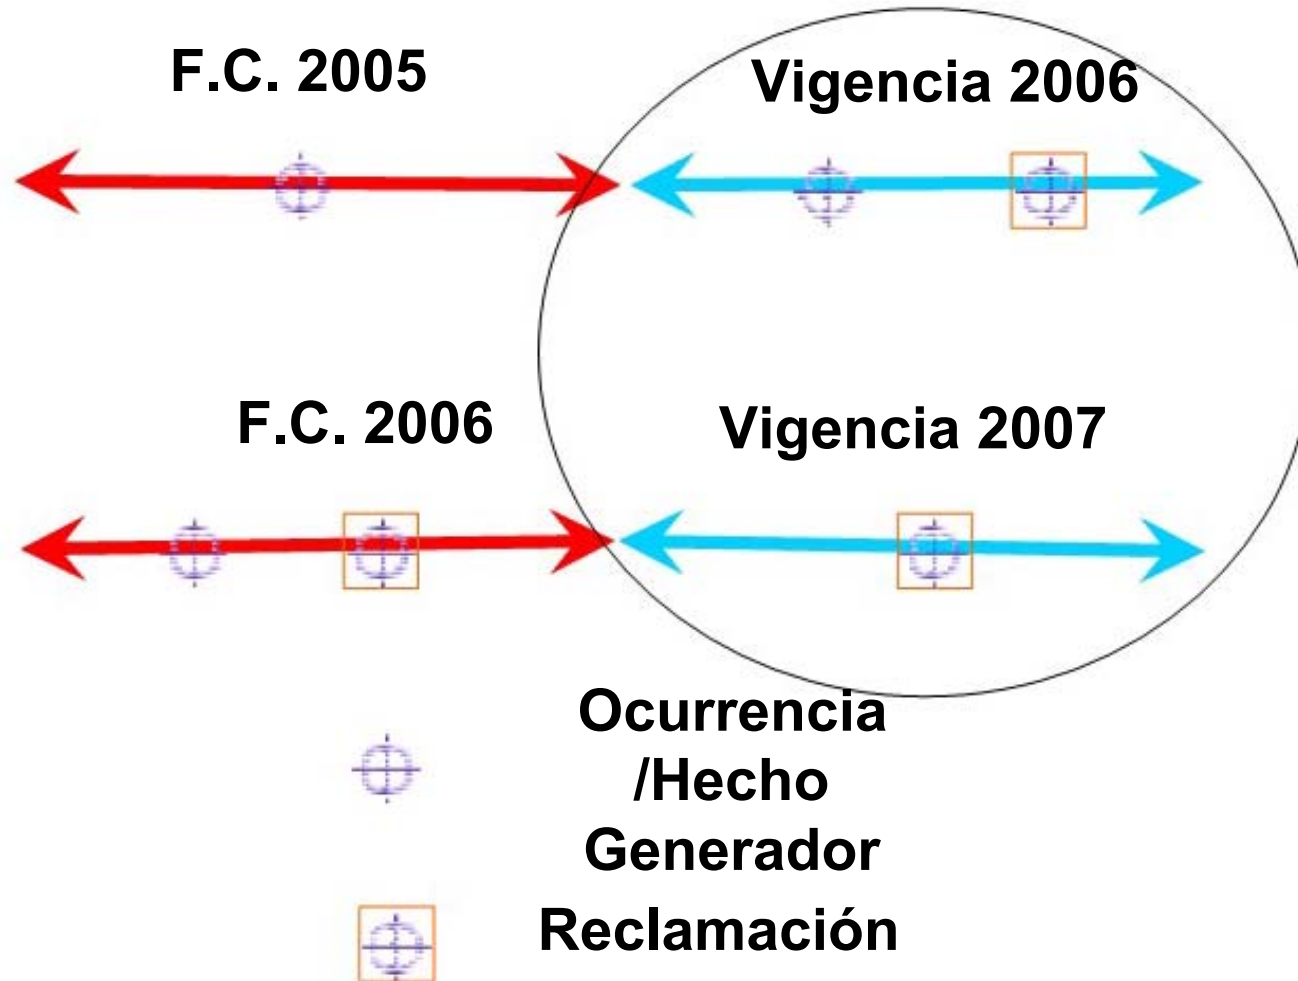 F.C. 2005
Vigencia 2006
F.C. 2006
Vigencia 2007
Ocurrencia
/Hecho
Generador
Reclamación